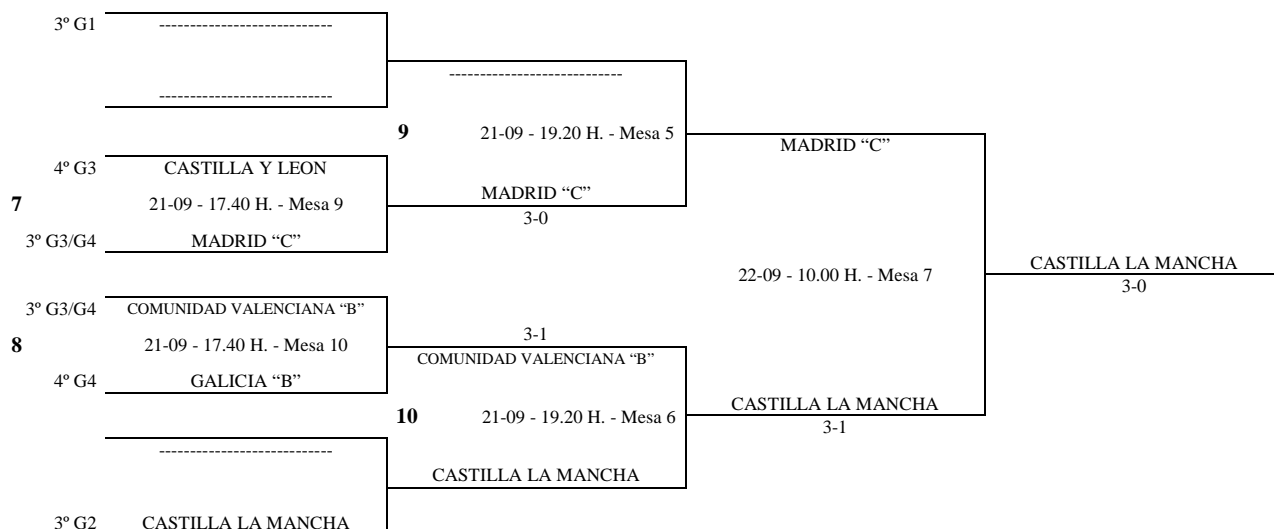 3º G1 ---------------------------
---------------------------
---------------------------
9 21-09 - 19.20 H. - Mesa 5
MADRID “C”
4º G3 CASTILLA Y LEON
7 21-09 - 17.40 H. - Mesa 9
MADRID “C”
3-0
3º G3/G4 MADRID “C”
22-09 - 10.00 H. - Mesa 7
CASTILLA LA MANCHA
3-0
3º G3/G4 COMUNIDAD VALENCIANA “B”
8 21-09 - 17.40 H. - Mesa 10
3-1
COMUNIDAD VALENCIANA “B”
4º G4 GALICIA “B”
10 21-09 - 19.20 H. - Mesa 6
CASTILLA LA MANCHA
3-1
---------------------------
CASTILLA LA MANCHA
3º G2 CASTILLA LA MANCHA